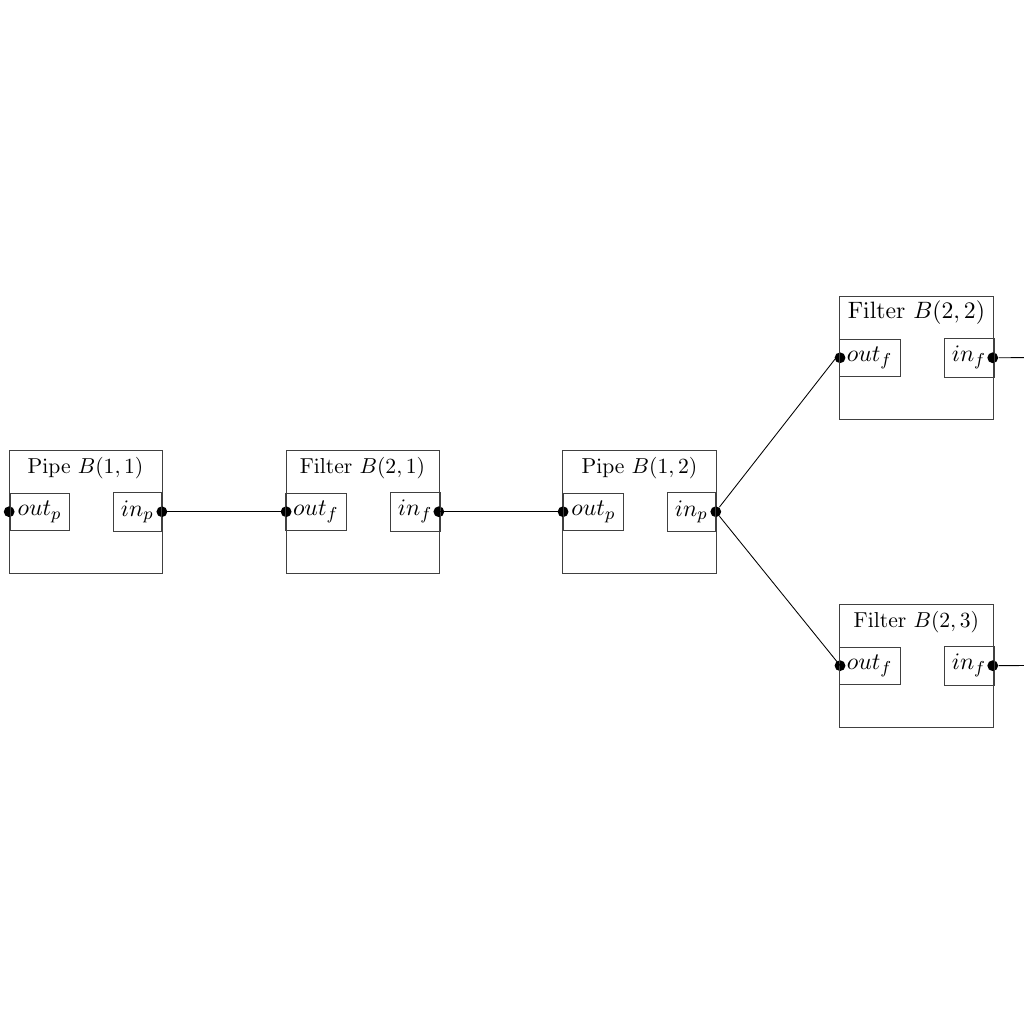 Filter B(2, 2)
out_f in_f
Pipe B(1, 1) Filter B(2, 1) Pipe B(1, 2)
out_p in_p out_f in_f out_p in_p
Filter B(2, 3)
out_f in_f